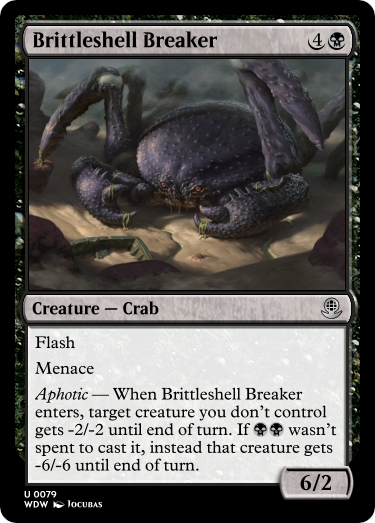 Brittleshell Breaker 4
Creature — Crab
Flash
Menace
Aphotic — When Brittleshell Breaker
enters, target creature you don't control
gets -2/-2 until end of turn. If wasn't
spent to cast it, instead that creature gets
-6/-6 until end of turn.
6/2
U 0079
WDW JOCUBAS